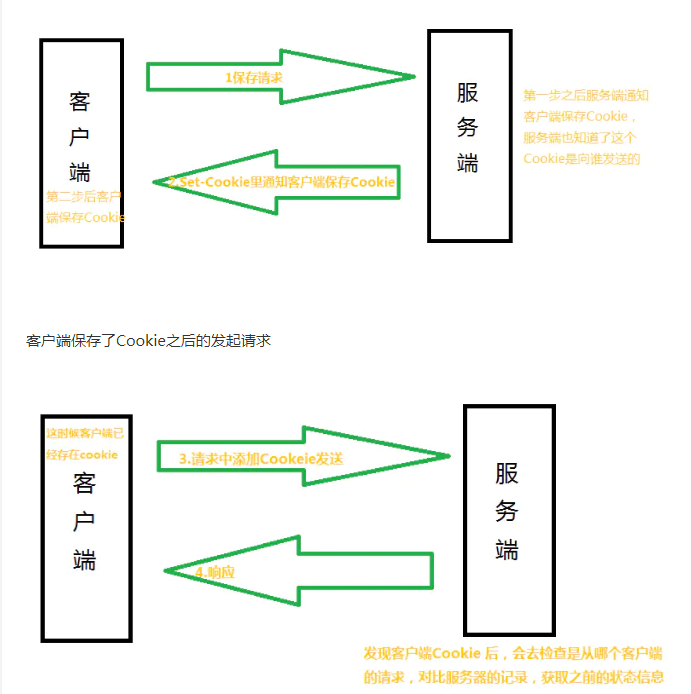 客户端
第二步后客户
端保存Cookie
1保存请求
2.Set-Cookie里通知客户端保存Cookie
服务端
第一步之后服务端通知
客户端保存Cookie，
服务端也知道了这个
Cookie是向谁发送的
客户端保存了Cookie之后的发起请求
这时候客户端已
经存在cookie
客户端
3.请求中添加Cookeie发送
4.响应
服务端
发现客户端Cookie 后，会去检查是从哪个客户端
的请求，对比服务器的记录，获取之前的状态信息